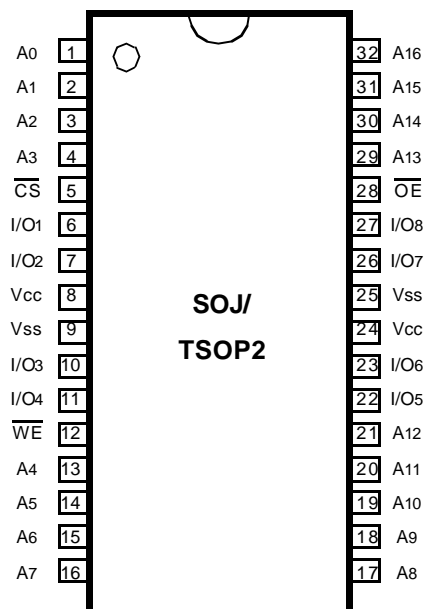 A0 1 32 A16
A1 2 31 A15
A2 3 30 A14
A3 4 29 A13
C̅S̅ 5 28 O̅E̅
I/O1 6 27 I/O8
I/O2 7 26 I/O7
Vcc 8 25 Vss
Vss 9 24 Vcc
SOJ/
TSOP2
I/O3 10 23 I/O6
I/O4 11 22 I/O5
W̅E̅ 12 21 A12
A4 13 20 A11
A5 14 19 A10
A6 15 18 A9
A7 16 17 A8